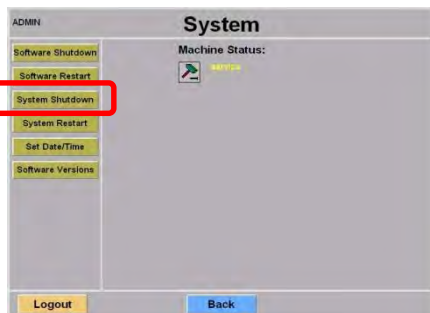 ADMIN
System
Software Shutdown
Software Restart
System Shutdown
System Restart
Set Date/Time
Software Versions
Machine Status:
service
Logout
Back